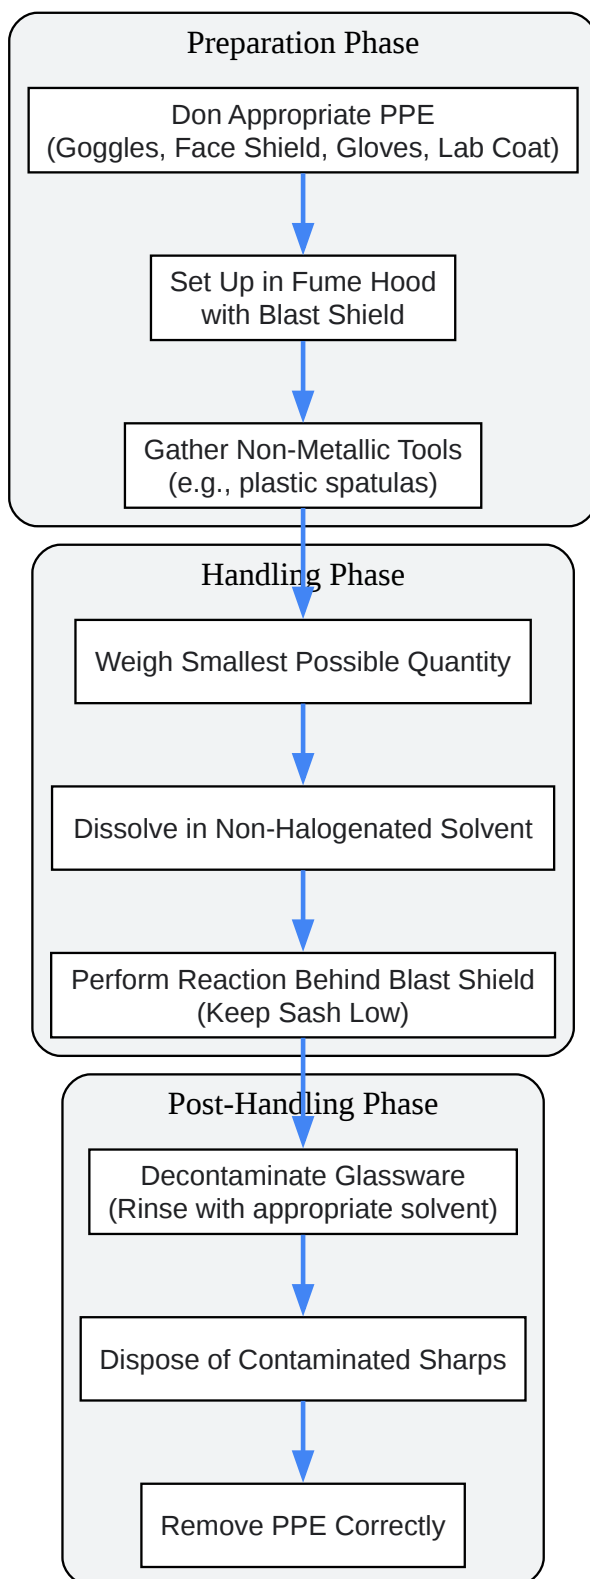 Preparation Phase
Don Appropriate PPE
(Goggles, Face Shield, Gloves, Lab Coat)
Set Up in Fume Hood
with Blast Shield
Gather Non-Metallic Tools
(e.g., plastic spatulas)
Handling Phase
Weigh Smallest Possible Quantity
Dissolve in Non-Halogenated Solvent
Perform Reaction Behind Blast Shield
(Keep Sash Low)
Post-Handling Phase
Decontaminate Glassware
(Rinse with appropriate solvent)
Dispose of Contaminated Sharps
Remove PPE Correctly